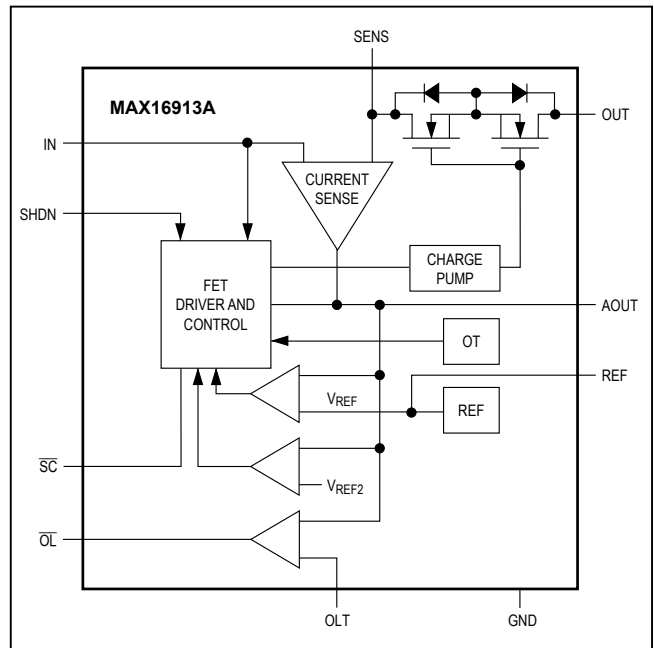 SENS
MAX16913A
OUT
IN
CURRENT
SENSE
SHDN
CHARGE
PUMP
FET
DRIVER AND
CONTROL
AOUT
OT
REF
VREF
REF
SC
VREF2
OL
OLT
GND